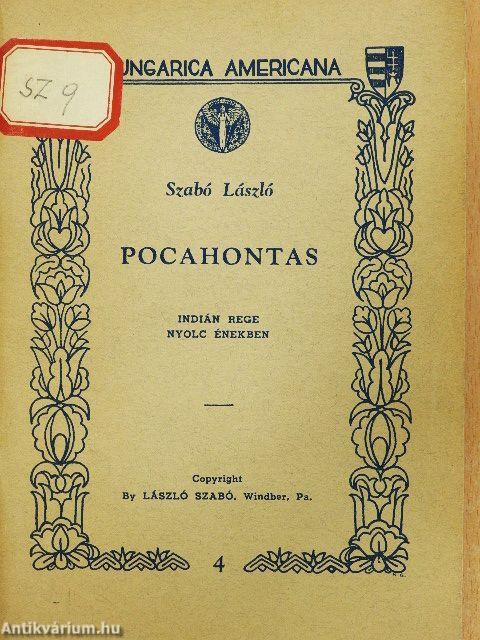 UNGARICA AMERICANA
SZ 9
Szabó László
POCAHONTAS
INDIÁN REGE
NYOLC ÉNEKBEN
Copyright
By LÁSZLÓ SZABÓ, Windber, Pa.
4
Antikvárium.hu